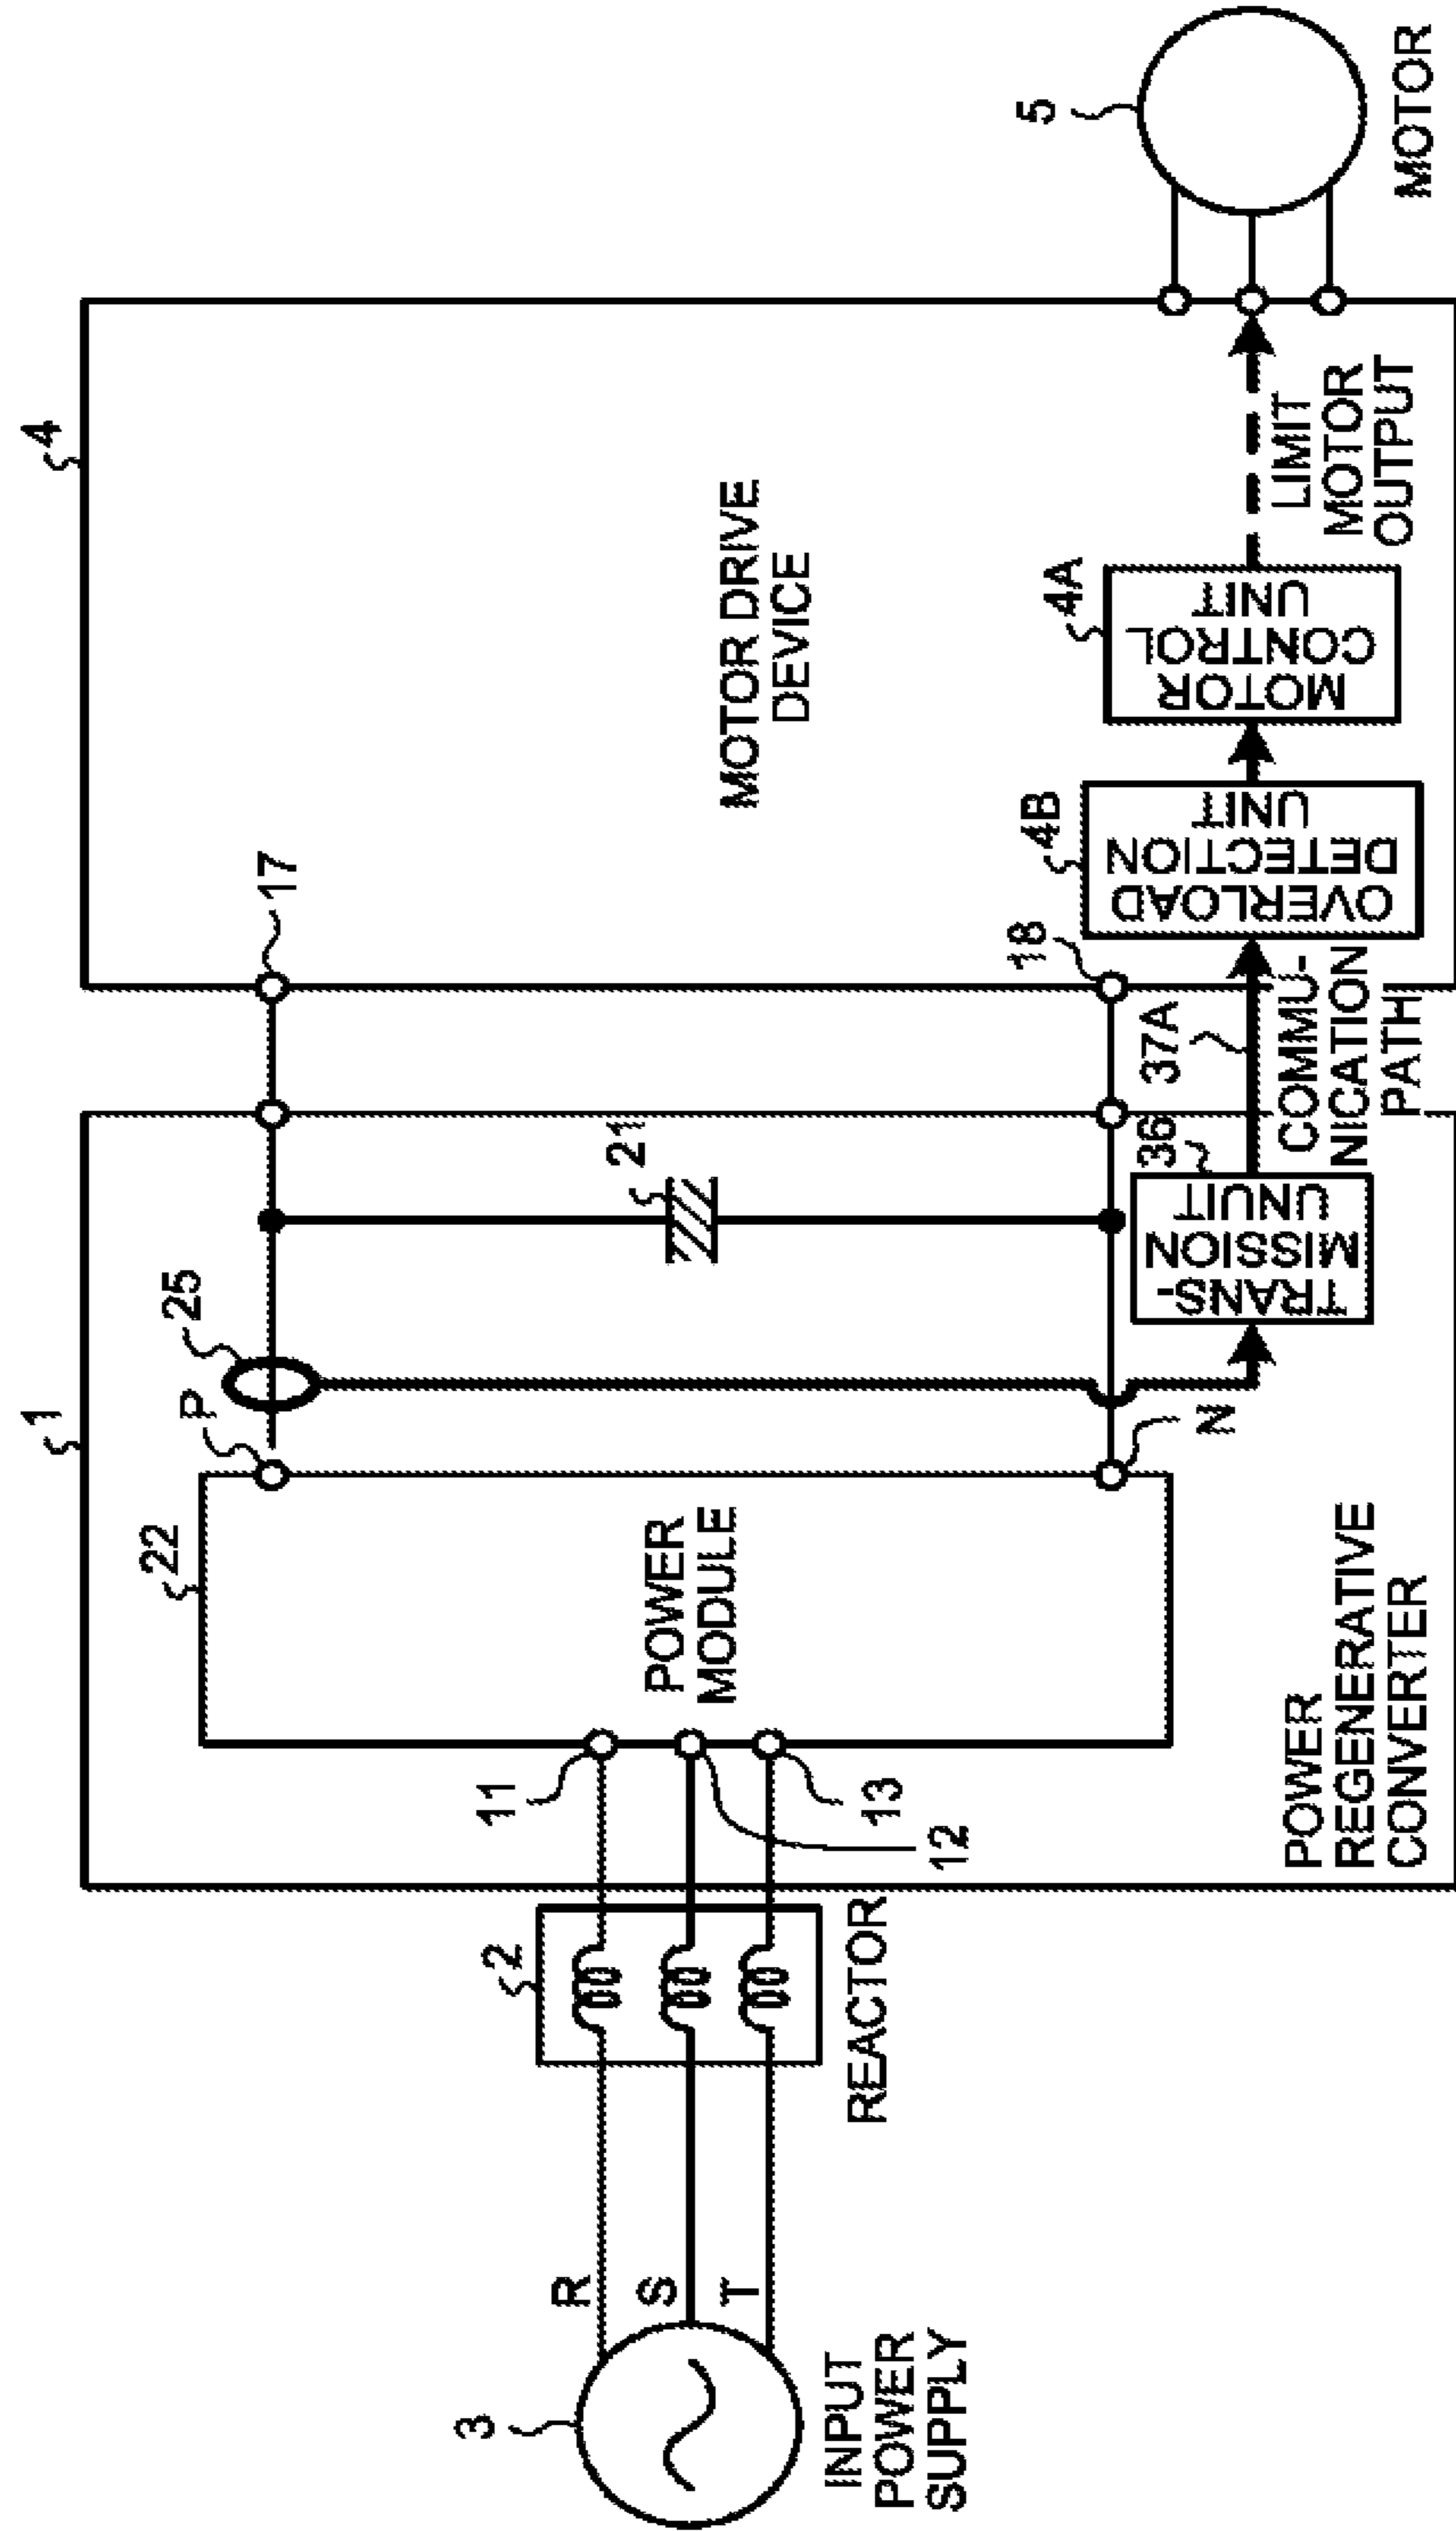 1
4
22
P
25
17
3
INPUT
POWER
SUPPLY
R
S
T
2
REACTOR
11
12
13
POWER
MODULE
N
21
18
MOTOR DRIVE
DEVICE
POWER
REGENERATIVE
CONVERTER
36
TRANS-
MISSION
UNUIT
37A
COMMU-
NICATION
PATH
4B
OVERLOAD
DETECTION
UNIT
4A
MOTOR
CONTROL
UNIT
LIMIT
MOTOR
OUTPUT
5
MOTOR